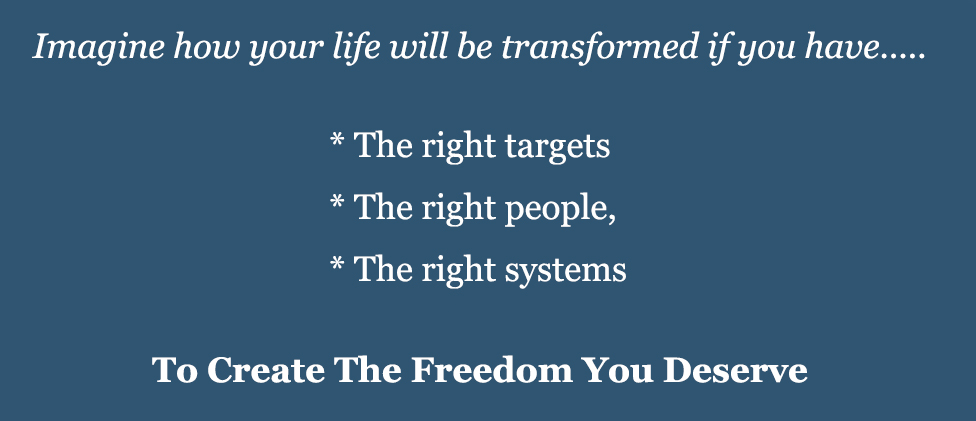 Imagine how your life will be transformed if you have.....
* The right targets
* The right people,
* The right systems
To Create The Freedom You Deserve